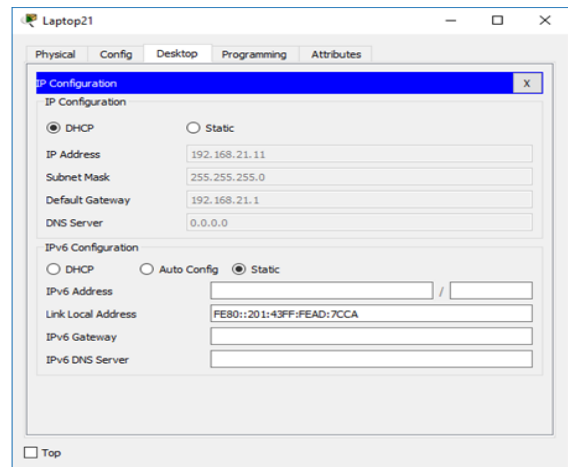 Laptop21
Physical Config Desktop Programming Attributes
IP Configuration X
IP Configuration
DHCP Static
IP Address 192.168.21.11
Subnet Mask 255.255.255.0
Default Gateway 192.168.21.1
DNS Server 0.0.0.0
IPv6 Configuration
DHCP Auto Config Static
IPv6 Address /
Link Local Address FE80::201:43FF:FEAD:7CCA
IPv6 Gateway
IPv6 DNS Server
Top